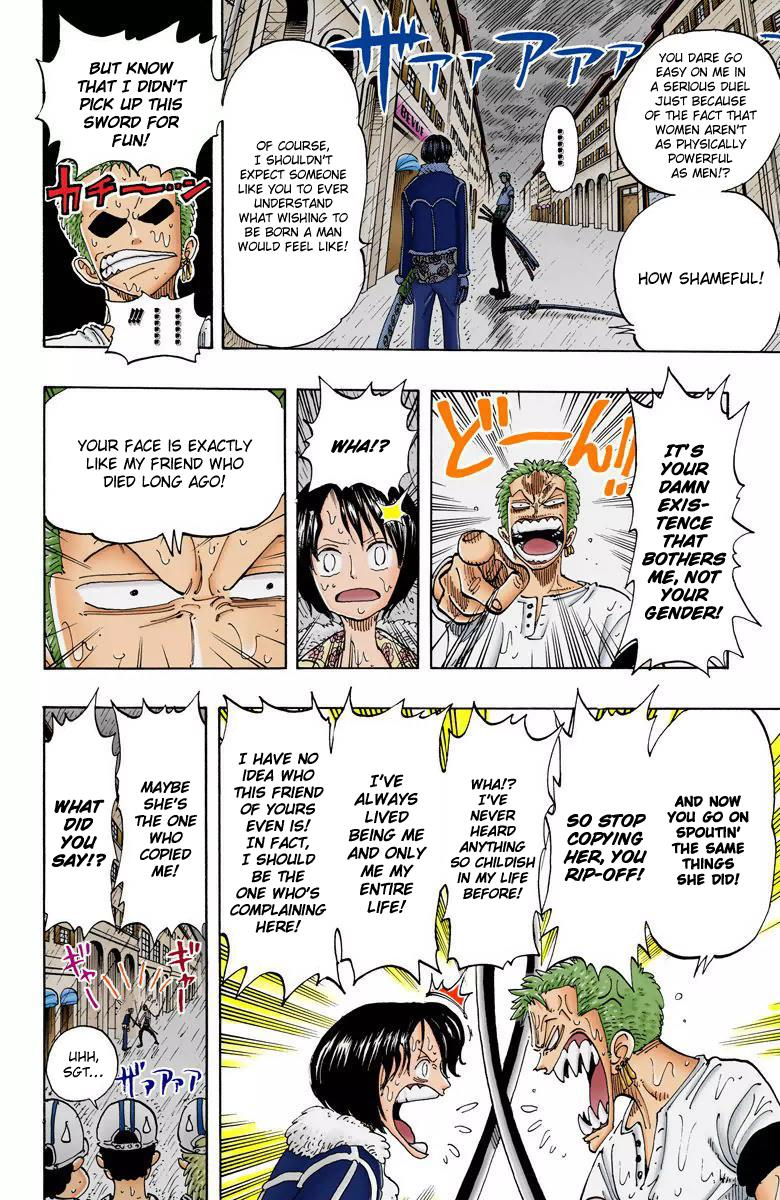 YOU DARE GO
EASY ON ME IN
A SERIOUS DUEL
JUST BECAUSE
OF THE FACT THAT
WOMEN AREN'T
AS PHYSICALLY
POWERFUL
AS MEN!?
HOW SHAMEFUL!
ザァァァアァァ
BEVUE
OF COURSE,
I SHOULDN'T
EXPECT SOMEONE
LIKE YOU TO EVER
UNDERSTAND
WHAT WISHING
TO BE BORN A MAN
WOULD FEEL LIKE!
BUT KNOW
THAT I DIDN'T
PICK UP THIS
SWORD FOR
FUN!
カチ〜…ン
!!!
IT'S
YOUR
DAMN
EXIS-
TENCE
THAT
BOTHERS
ME, NOT
YOUR
GENDER!
どーん!!
WHA!?
YOUR FACE IS EXACTLY
LIKE MY FRIEND WHO
DIED LONG AGO!
AND NOW
YOU GO ON
SPOUTIN'
THE SAME
THINGS
SHE DID!
SO STOP
COPYING
HER, YOU
RIP-OFF!
WHA!?
I'VE
NEVER
HEARD
ANYTHING
SO CHILDISH
IN MY LIFE
BEFORE!
I'VE
ALWAYS
LIVED
BEING ME
AND ONLY
ME MY
ENTIRE
LIFE!
I HAVE NO
IDEA WHO
THIS FRIEND
OF YOURS
EVEN IS!
IN FACT,
I SHOULD
BE THE
ONE WHO'S
COMPLAINING
HERE!
MAYBE
SHE'S THE
ONE WHO
COPIED
ME!
WHAT
DID
YOU
SAY!?
ギャー
ギャー
UHH,
SGT...
ザァァァ